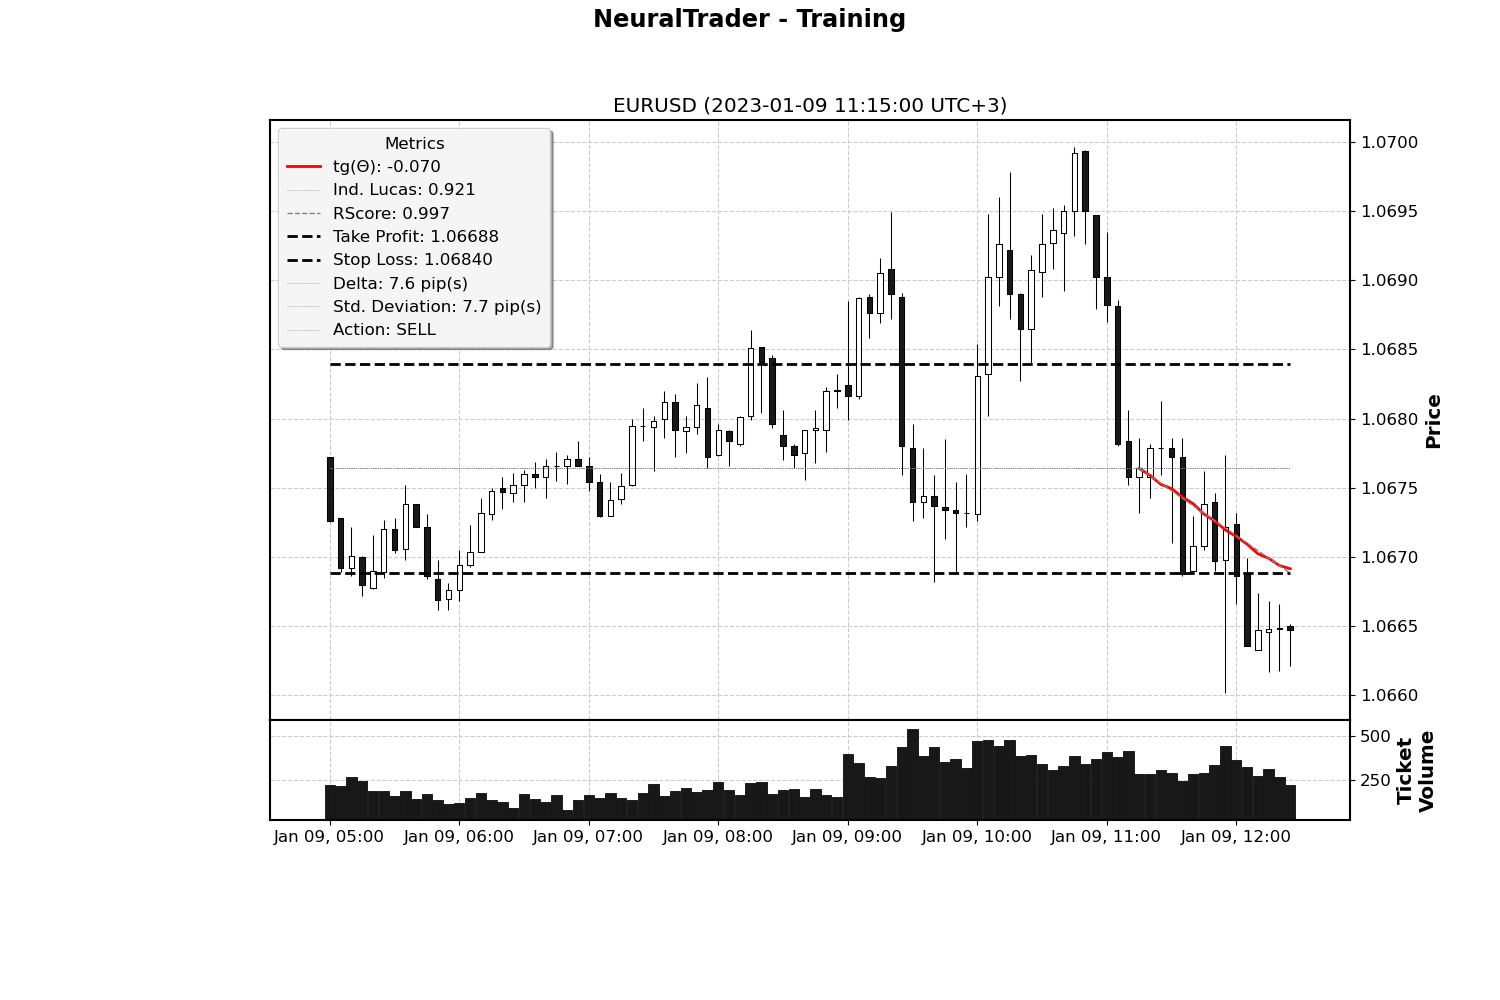 NeuralTrader - Training
EURUSD (2023-01-09 11:15:00 UTC+3)
Metrics
tg(Θ): -0.070
Ind. Lucas: 0.921
RScore: 0.997
Take Profit: 1.06688
Stop Loss: 1.06840
Delta: 7.6 pip(s)
Std. Deviation: 7.7 pip(s)
Action: SELL
1.0700
1.0695
1.0690
1.0685
1.0680
1.0675
1.0670
1.0665
1.0660
Price
500
250
Ticket
Volume
Jan 09, 05:00
Jan 09, 06:00
Jan 09, 07:00
Jan 09, 08:00
Jan 09, 09:00
Jan 09, 10:00
Jan 09, 11:00
Jan 09, 12:00